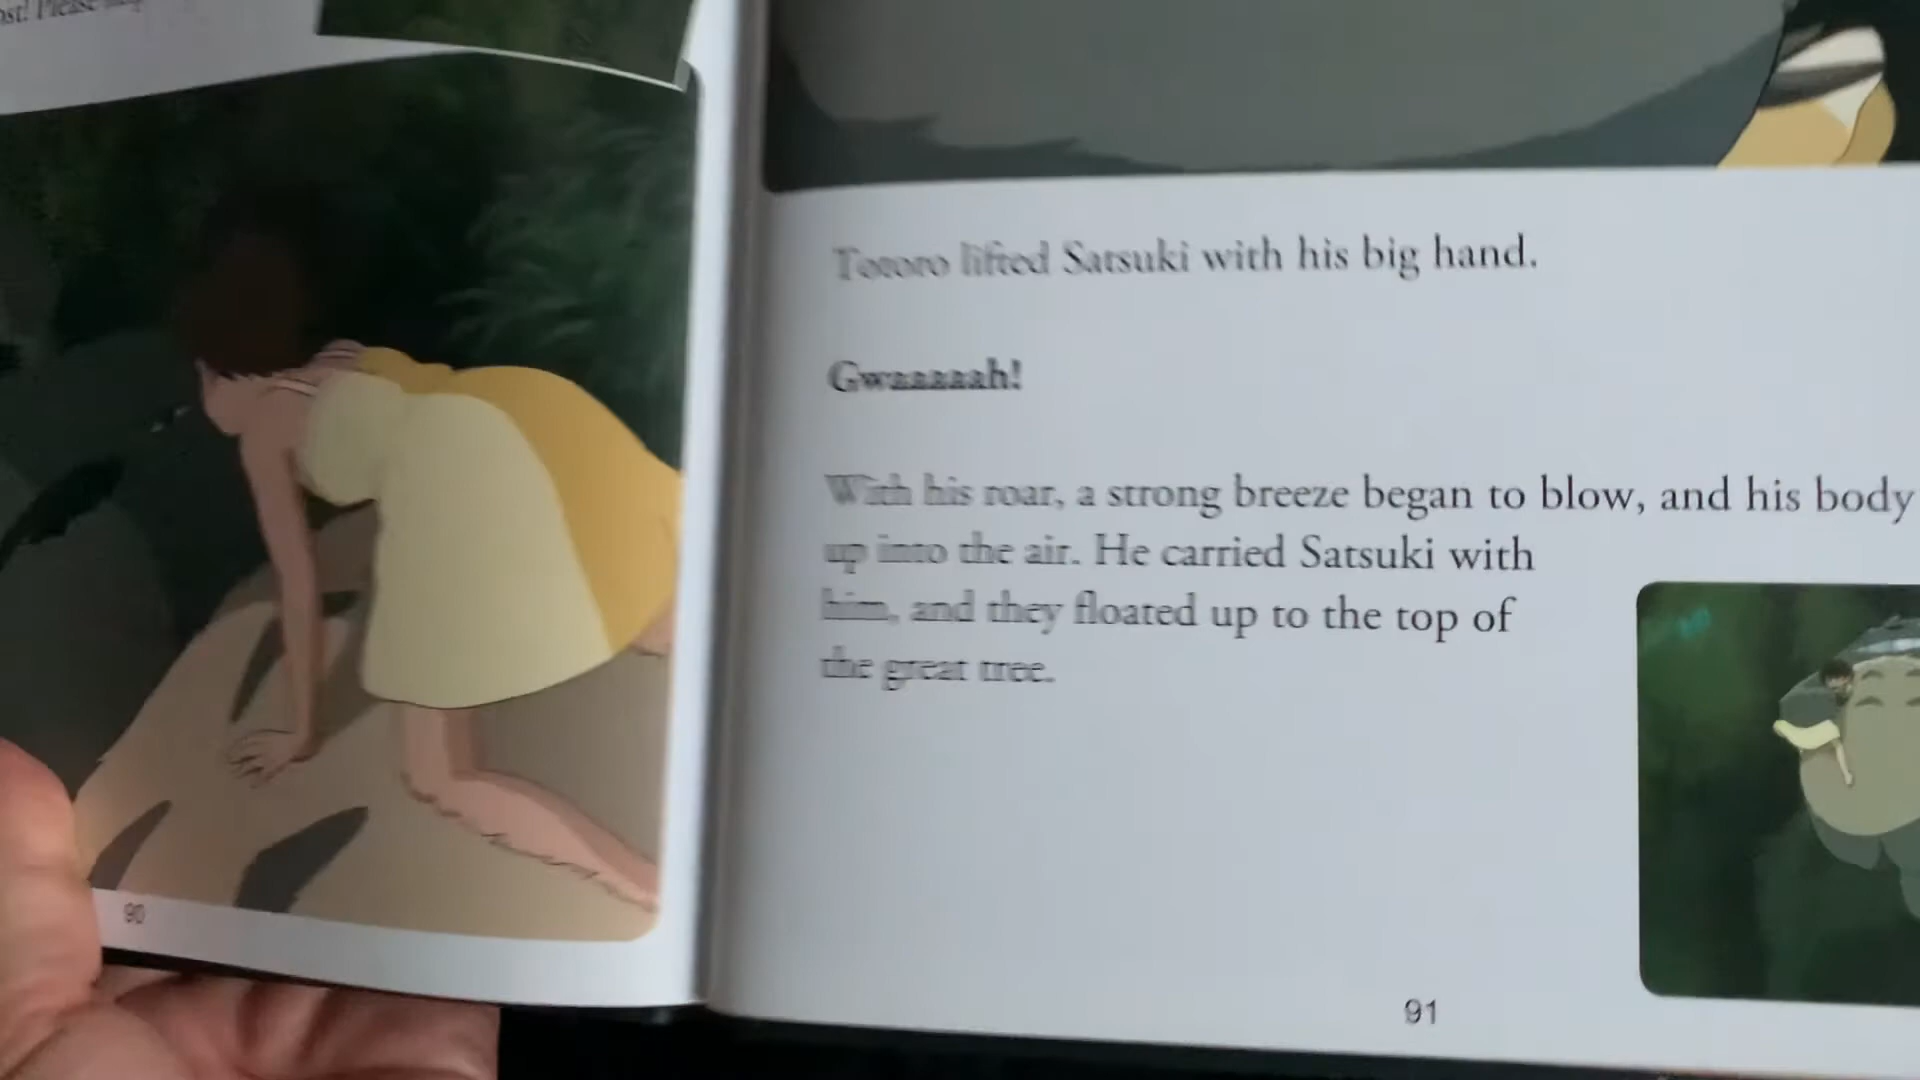 ost! Please
90
Totoro lifted Satsuki with his big hand.
Gwaaaaah!
With his roar, a strong breeze began to blow, and his body
up into the air. He carried Satsuki with
him, and they floated up to the top of
the great tree.
91